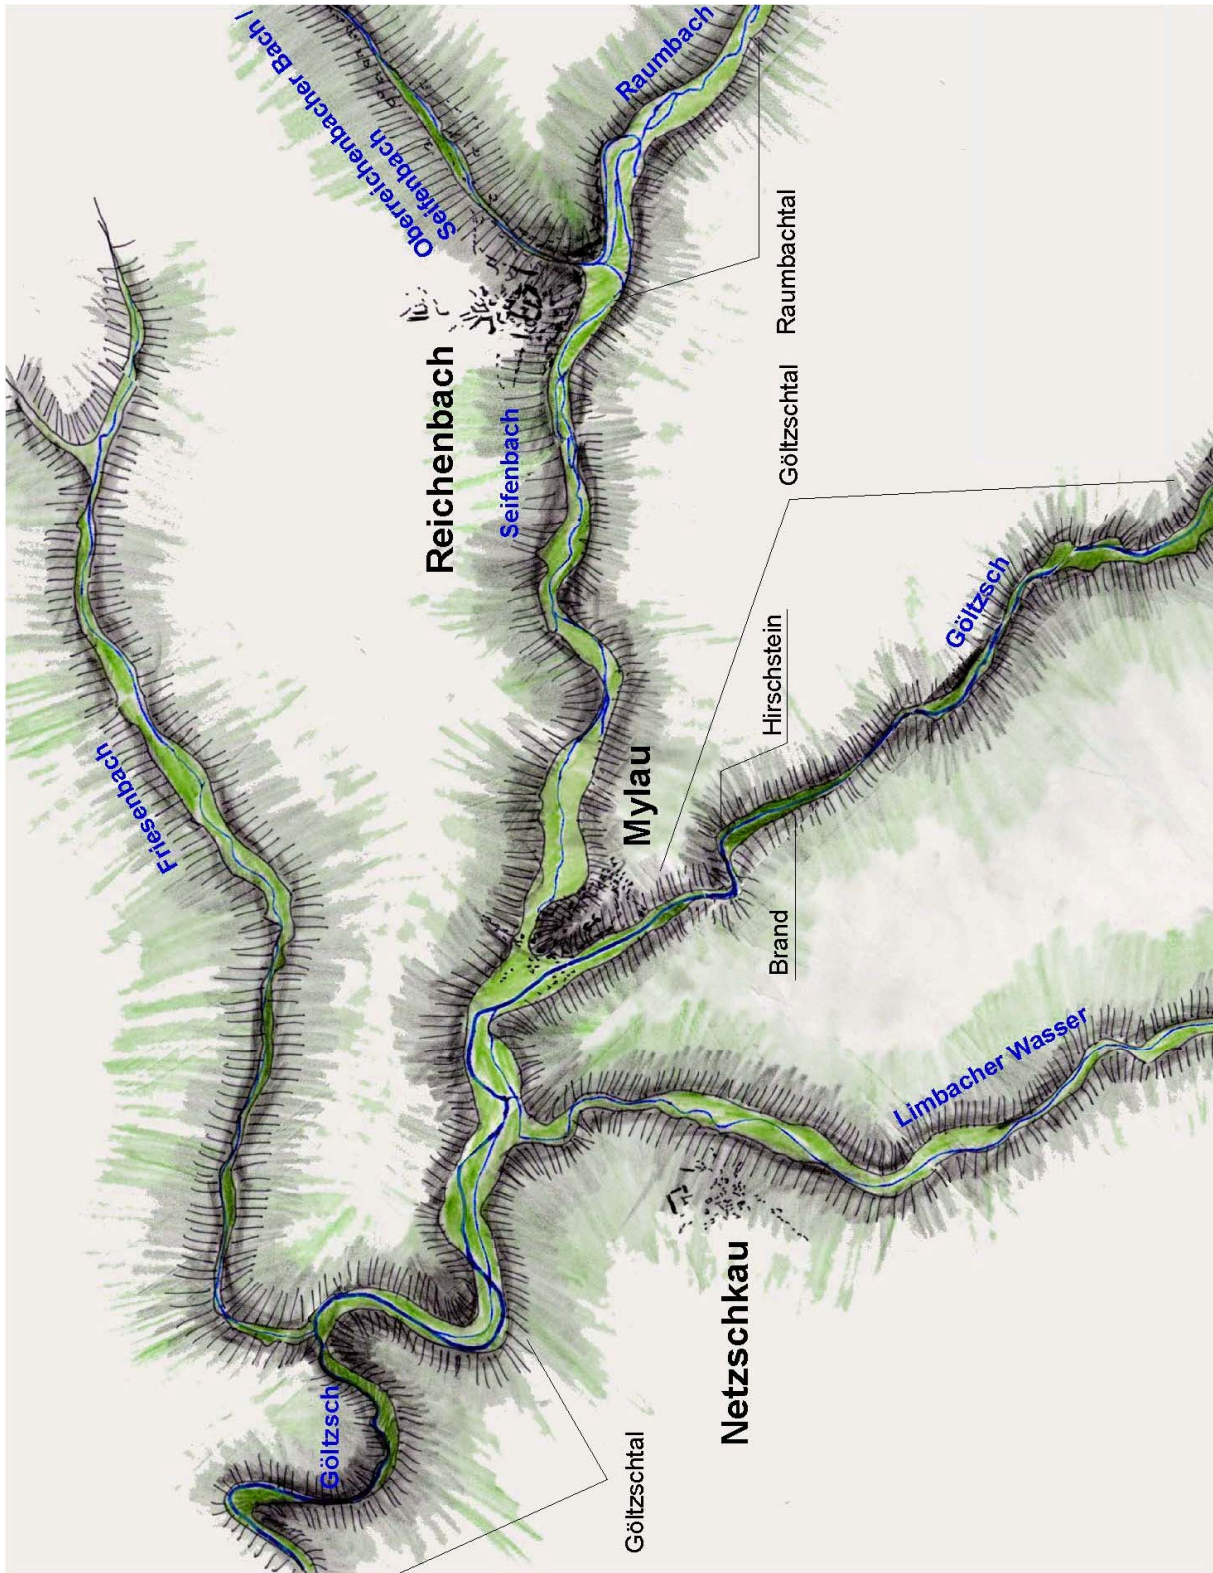 Oberreichenbacher Bach /
Seifenbach
Raumbach
Friesenbach
Reichenbach
Seifenbach
Raumbachtal
Göltzschtal
Göltzsch
Hirschstein
Mylau
Brand
Limbacher Wasser
Netzschkau
Göltzsch
Göltzschtal